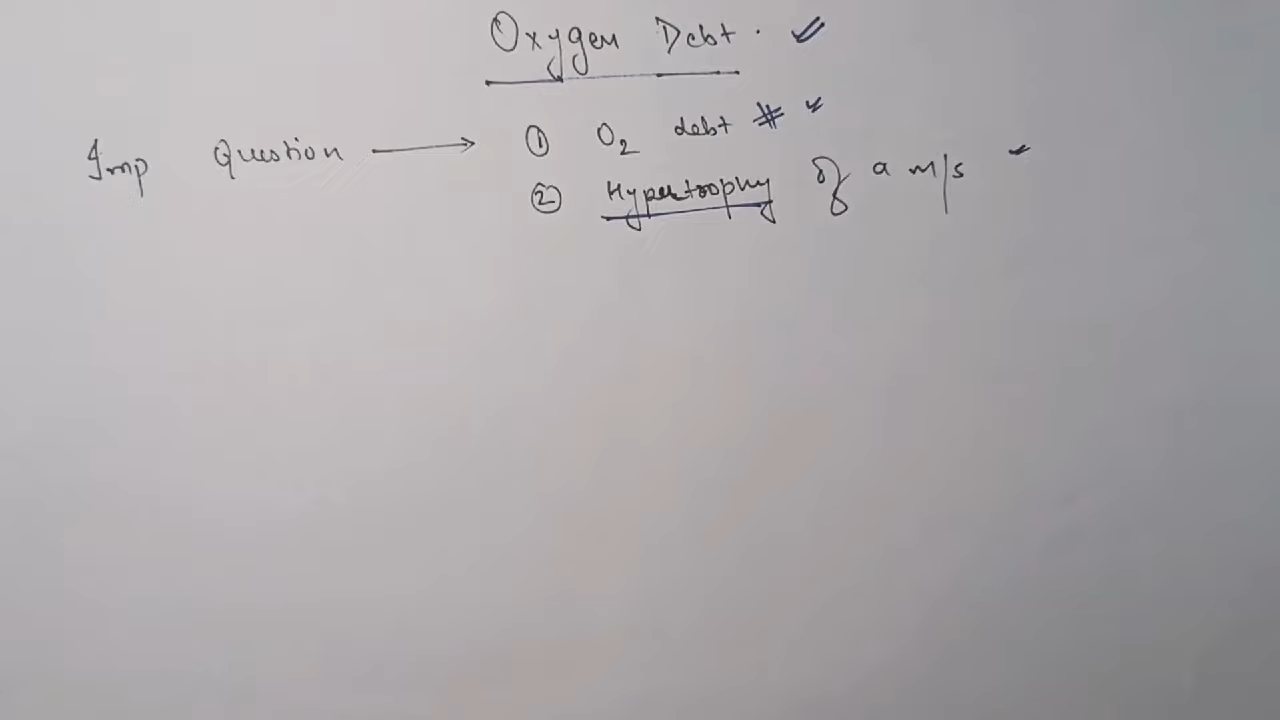 Oxygen Debt.
Imp Question → ① O₂ debt #
② Hypertrophy of a m/s